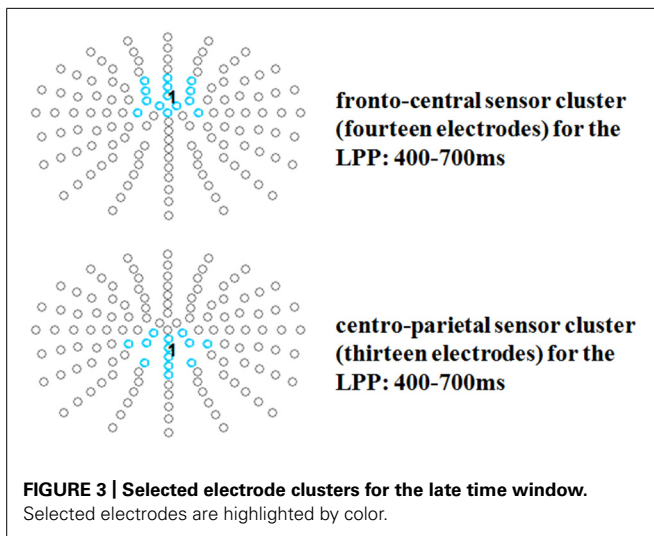 1
fronto-central sensor cluster
(fourteen electrodes) for the
LPP: 400-700ms
1
centro-parietal sensor cluster
(thirteen electrodes) for the
LPP: 400-700ms
FIGURE 3 | Selected electrode clusters for the late time window.
Selected electrodes are highlighted by color.